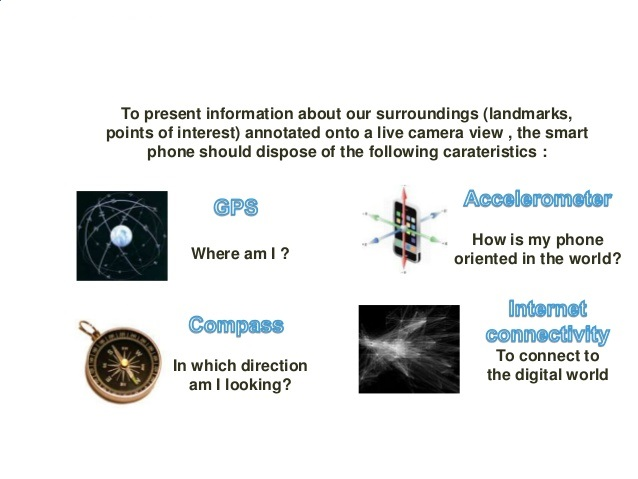 To present information about our surroundings (landmarks,
points of interest) annotated onto a live camera view , the smart
phone should dispose of the following carateristics :
GPS
Where am I ?
Accelerometer
How is my phone
oriented in the world?
Compass
In which direction
am I looking?
Internet
connectivity
To connect to
the digital world